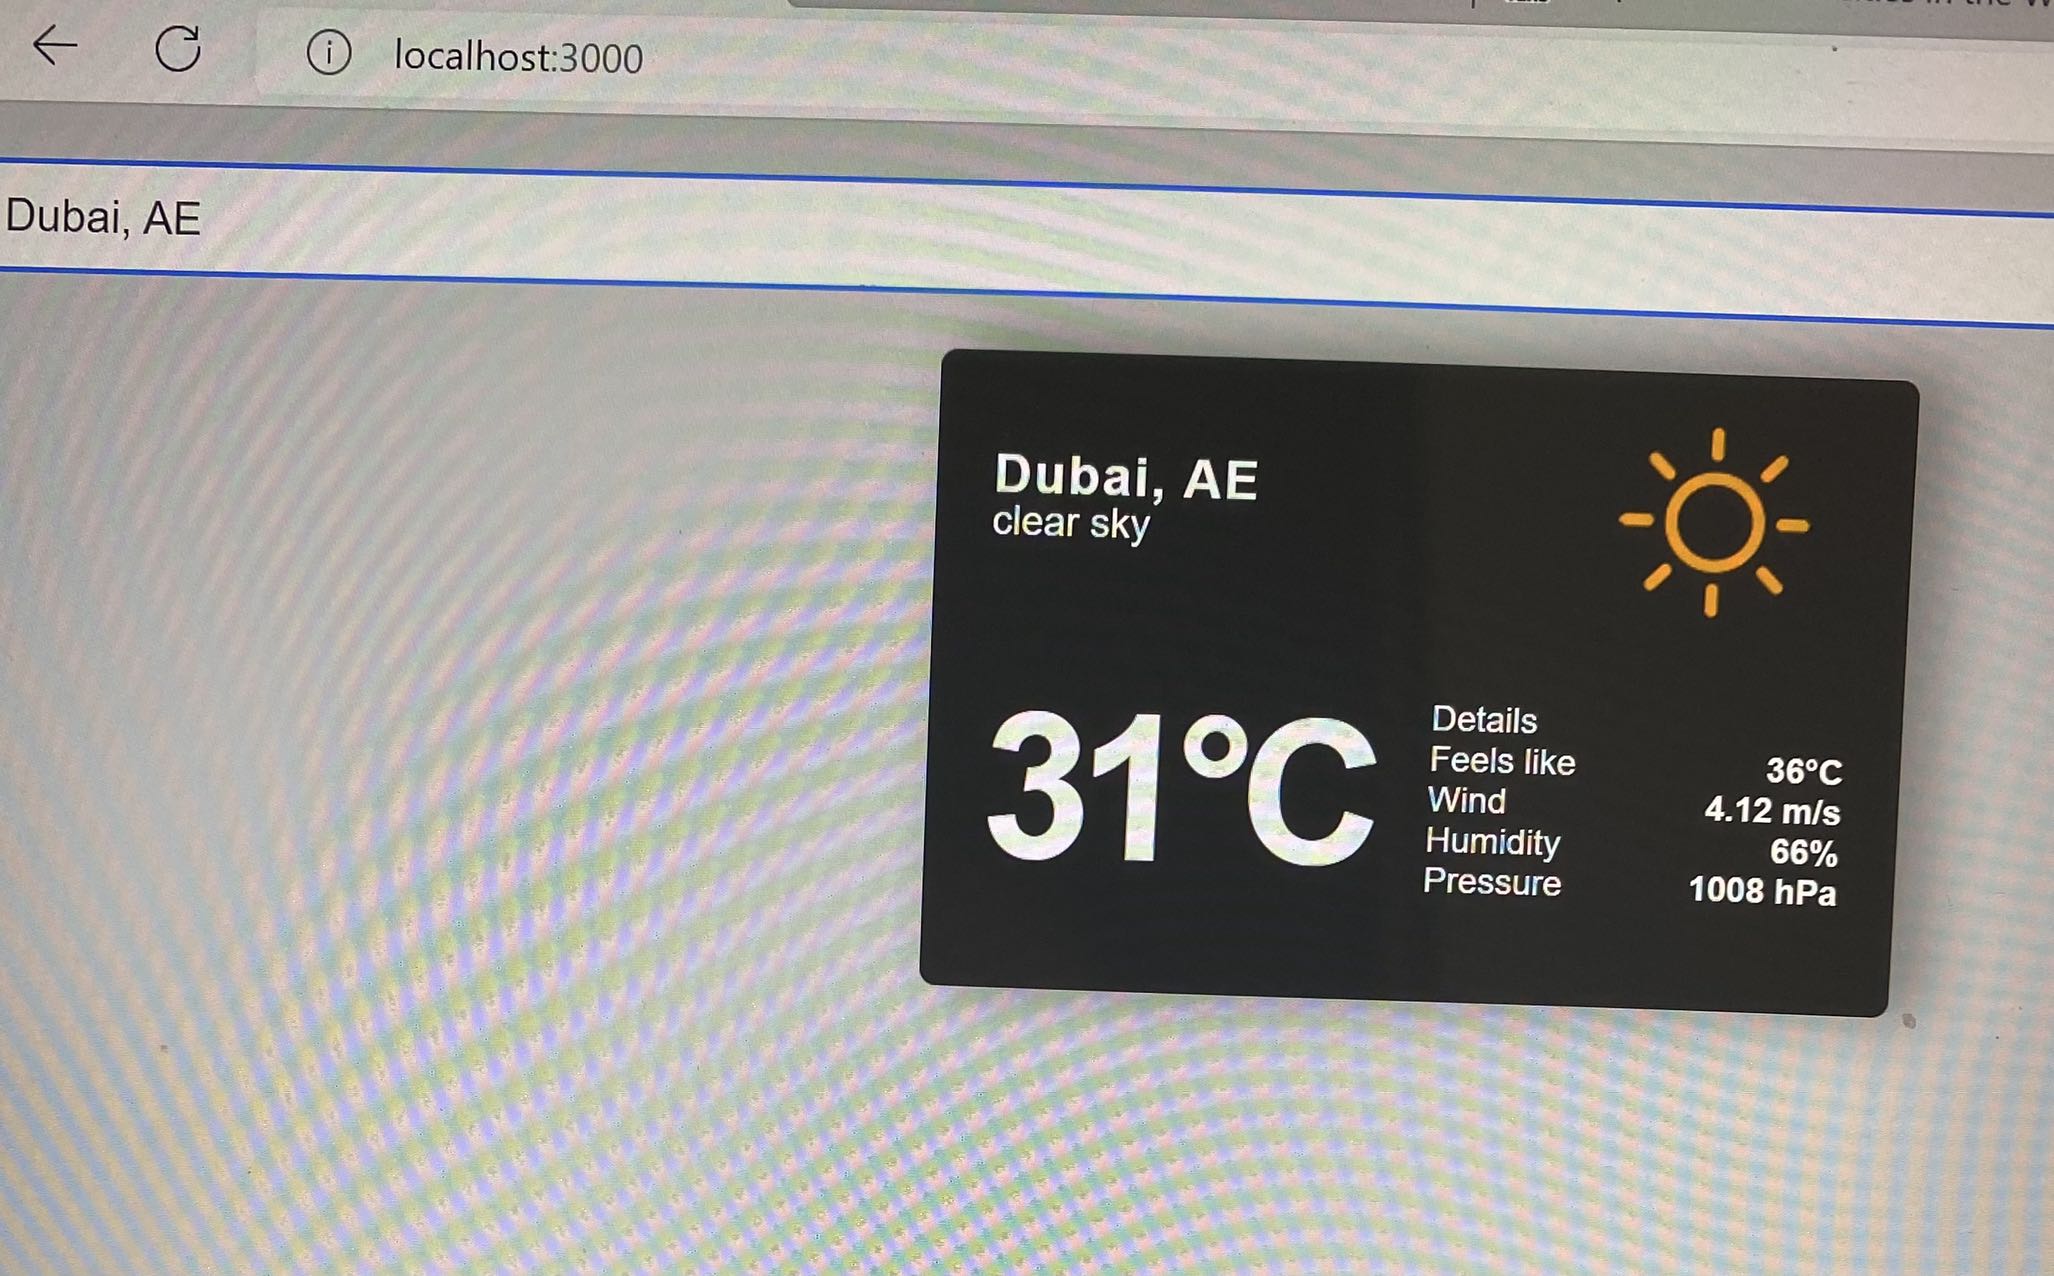 localhost:3000
Dubai, AE
Dubai, AE
clear sky
31°C
Details
Feels like 36°C
Wind 4.12 m/s
Humidity 66%
Pressure 1008 hPa